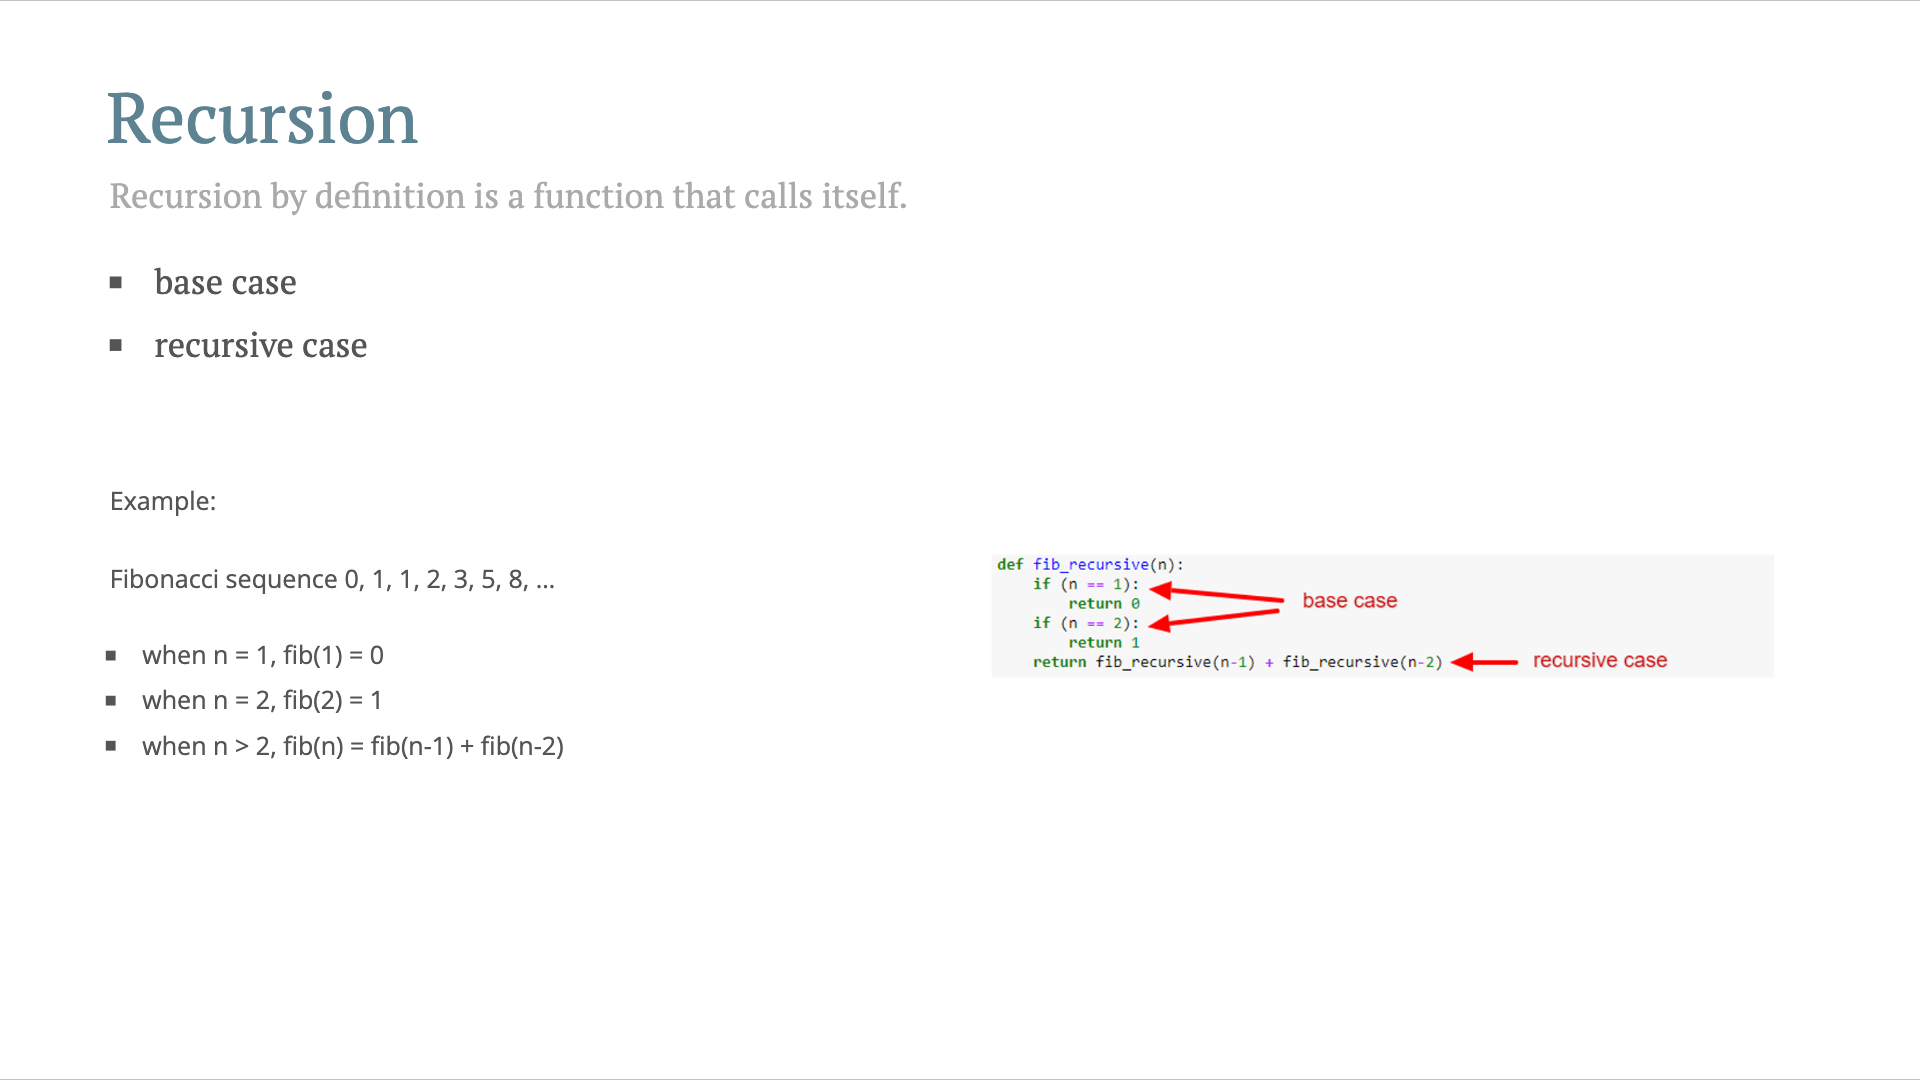 Recursion
Recursion by definition is a function that calls itself.
▪ base case
▪ recursive case
Example:
Fibonacci sequence 0, 1, 1, 2, 3, 5, 8, ...
▪ when n = 1, fib(1) = 0
▪ when n = 2, fib(2) = 1
▪ when n > 2, fib(n) = fib(n-1) + fib(n-2)
def fib_recursive(n):
    if (n == 1):
        return 0
base case
    if (n == 2):
        return 1
    return fib_recursive(n-1) + fib_recursive(n-2) recursive case